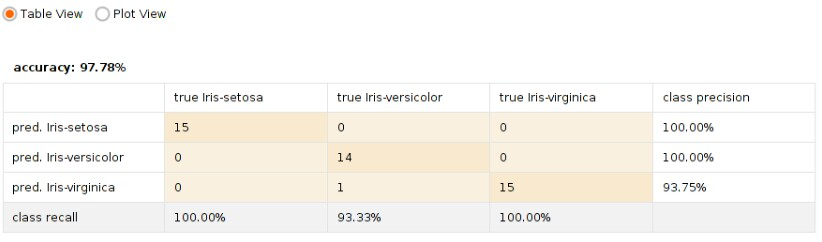 Table View Plot View
accuracy: 97.78%
true Iris-setosa true Iris-versicolor true Iris-virginica class precision
pred. Iris-setosa 15 0 0 100.00%
pred. Iris-versicolor 0 14 0 100.00%
pred. Iris-virginica 0 1 15 93.75%
class recall 100.00% 93.33% 100.00%